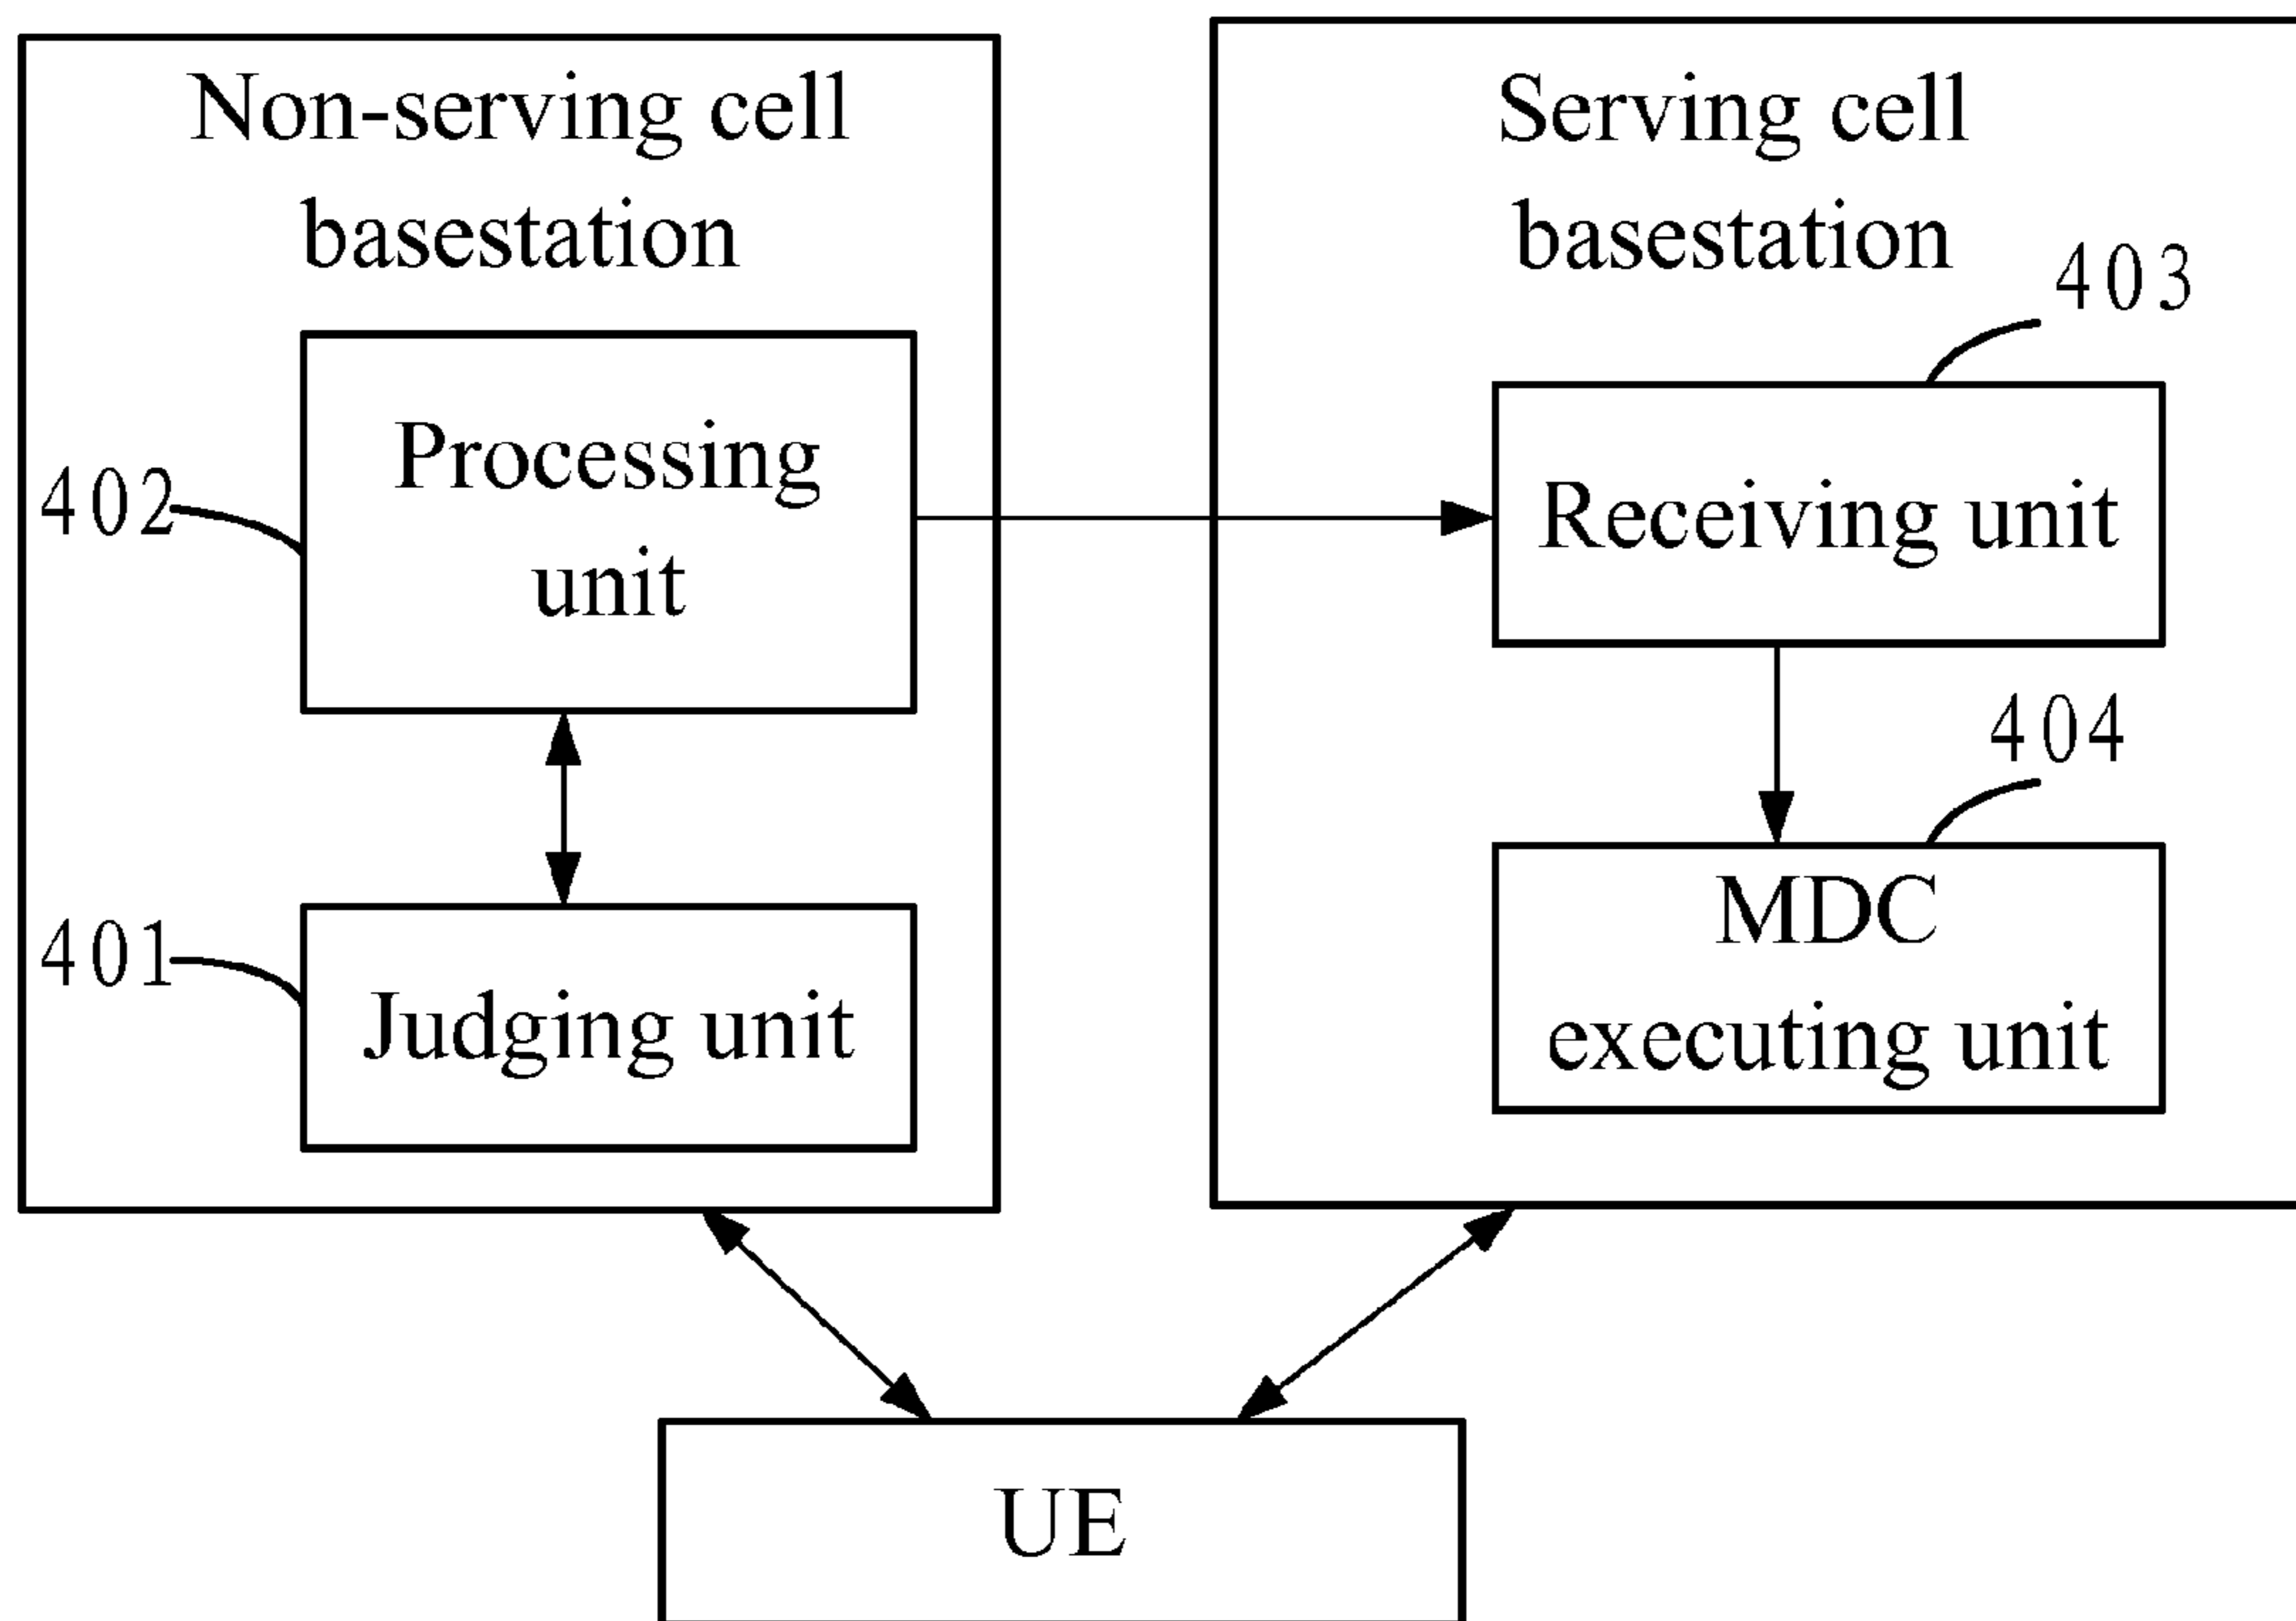 Non-serving cell
basestation
Processing
unit
402
Judging unit
401
Serving cell
basestation
403
Receiving unit
404
MDC
executing unit
UE